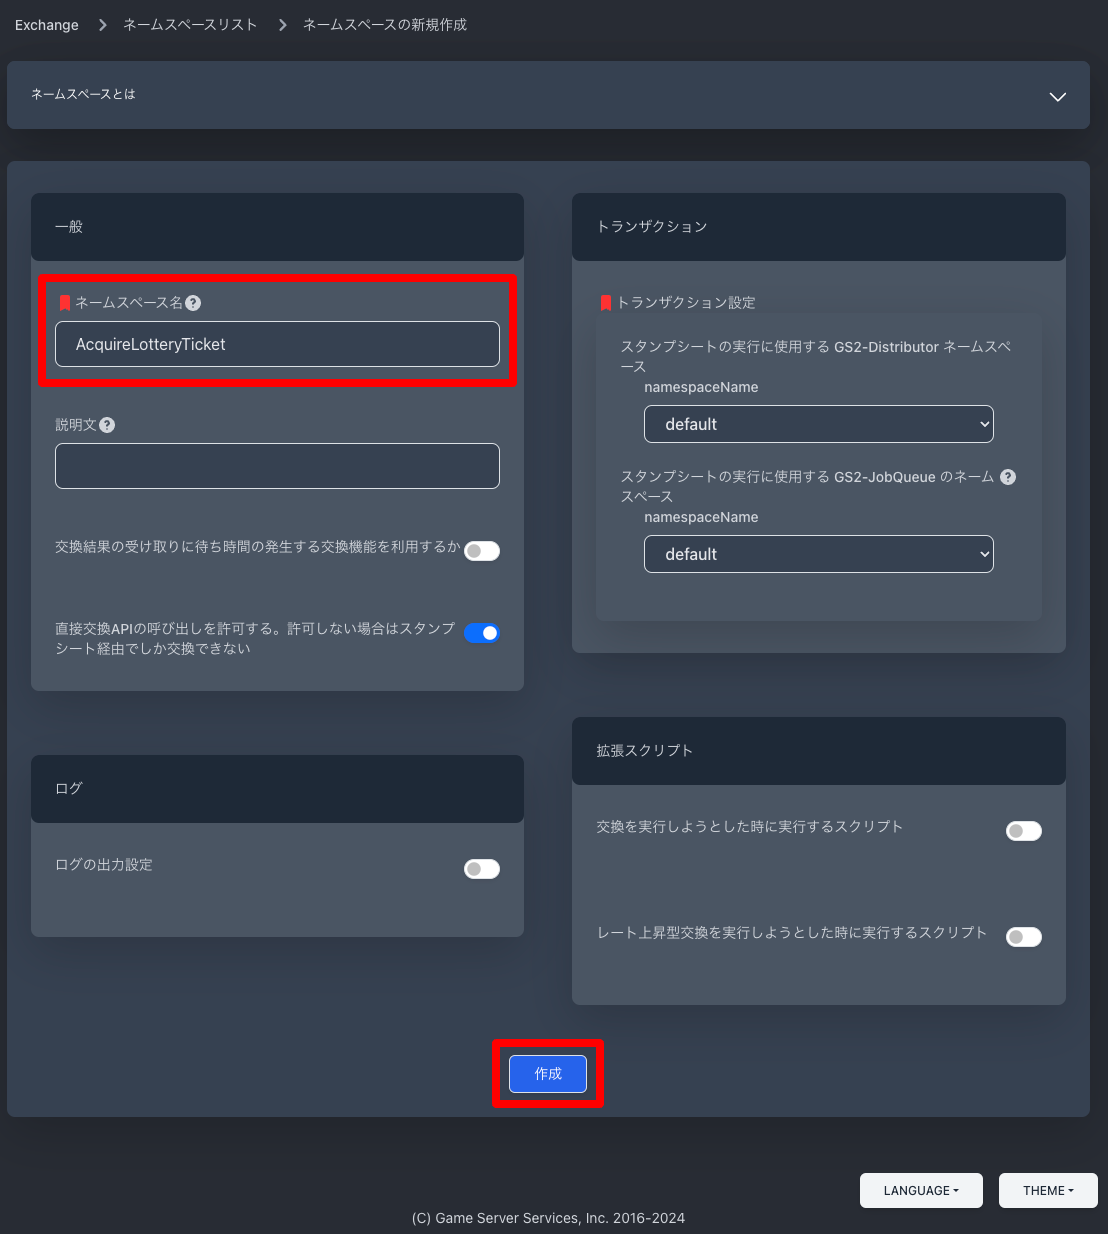 Exchange > ネームスペースリスト > ネームスペースの新規作成
ネームスペースとは
一般
ネームスペース名
AcquireLotteryTicket
説明文
交換結果の受け取りに待ち時間の発生する交換機能を利用するか
直接交換APIの呼び出しを許可する。許可しない場合はスタンプ
シート経由でしか交換できない
ログ
ログの出力設定
トランザクション
トランザクション設定
スタンプシートの実行に使用する GS2-Distributor ネームスペ
ース
namespaceName
default
スタンプシートの実行に使用する GS2-JobQueue のネーム
スペース
namespaceName
default
拡張スクリプト
交換を実行しようとした時に実行するスクリプト
レート上昇型交換を実行しようとした時に実行するスクリプト
作成
LANGUAGE
THEME
(C) Game Server Services, Inc. 2016-2024